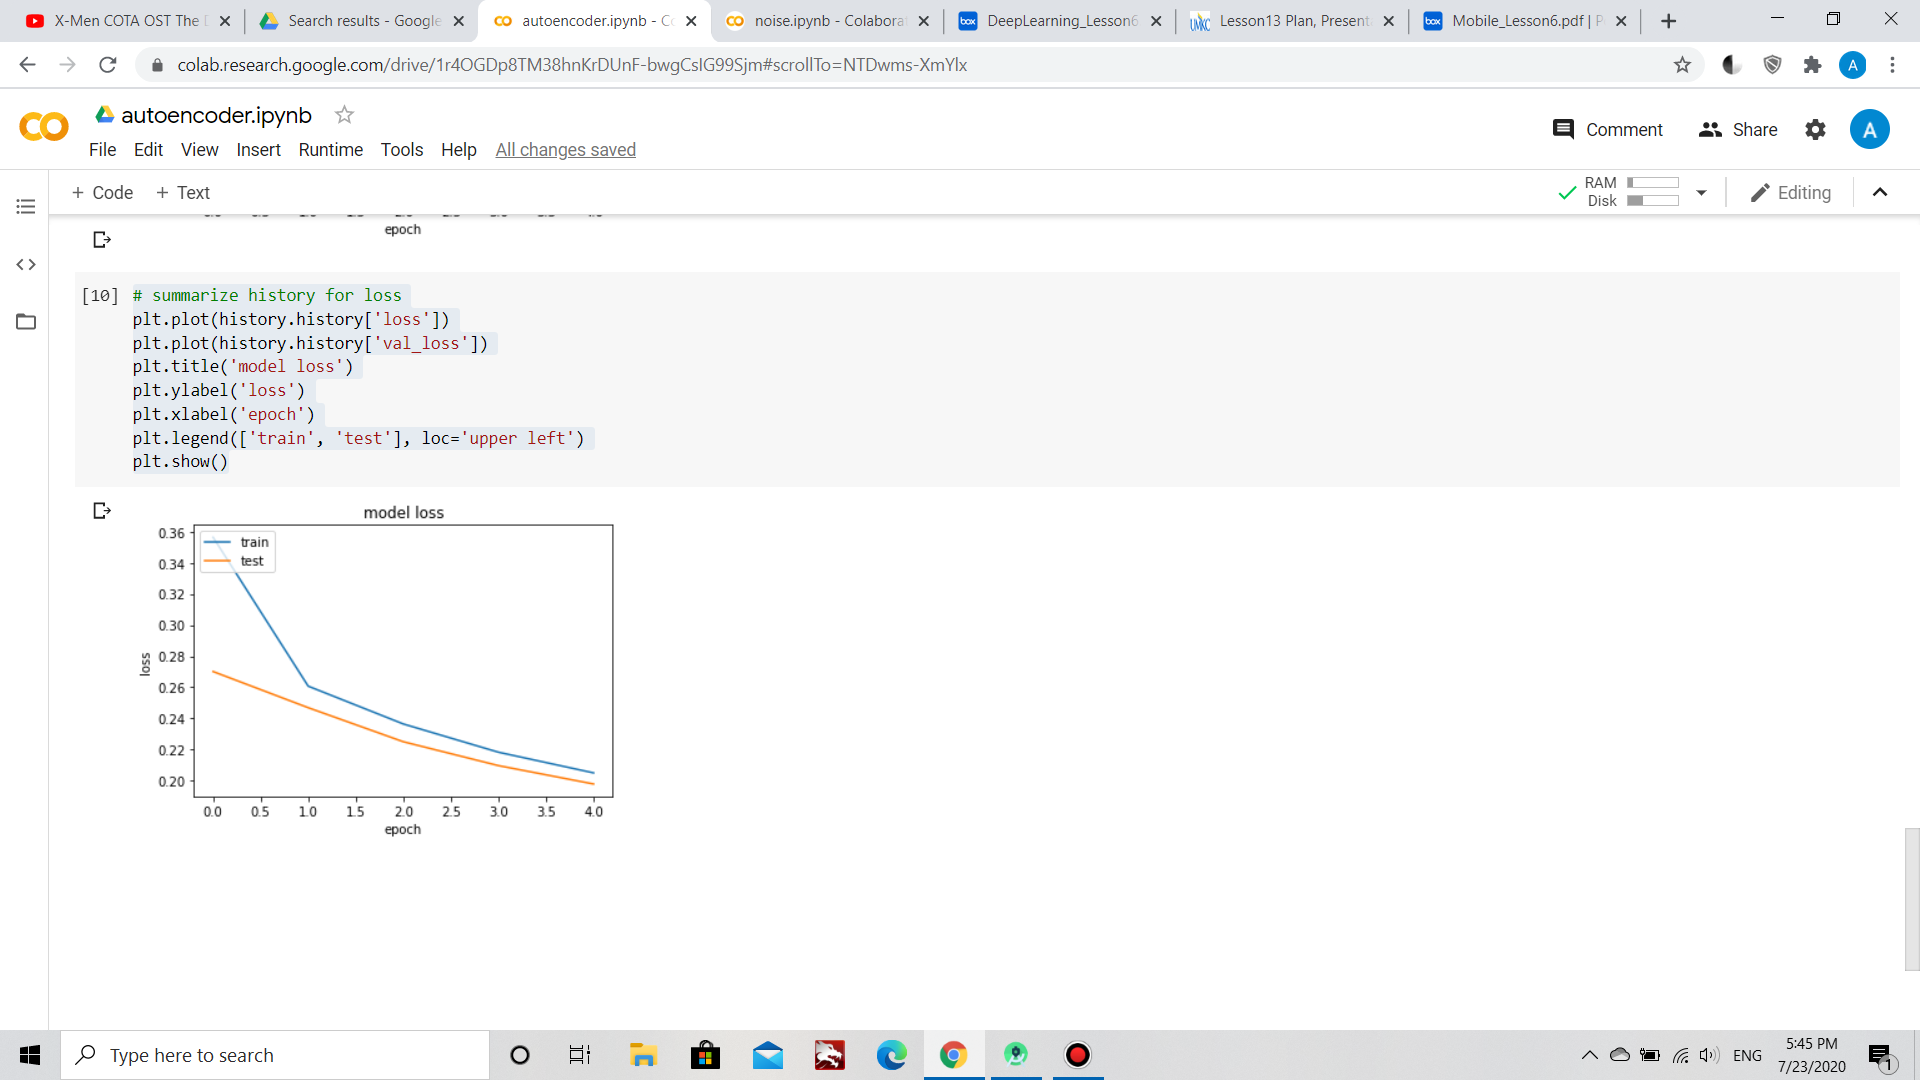 X-Men COTA OST The
Search results - Google
autoencoder.ipynb - Co
noise.ipynb - Colaborat
DeepLearning_Lesson6
Lesson13 Plan, Present
Mobile_Lesson6.pdf | P
colab.research.google.com/drive/1r4OGDp8TM38hnKrDUnF-bwgCslG99Sjm#scrollTo=NTDwms-XmYlx
A
autoencoder.ipynb
Comment
Share
A
File Edit View Insert Runtime Tools Help All changes saved
+ Code + Text
RAM
Disk
Editing
epoch
[10] # summarize history for loss
plt.plot(history.history['loss'])
plt.plot(history.history['val_loss'])
plt.title('model loss')
plt.ylabel('loss')
plt.xlabel('epoch')
plt.legend(['train', 'test'], loc='upper left')
plt.show()
model loss
train
test
0.36
0.34
0.32
0.30
0.28
0.26
0.24
0.22
0.20
loss
0.0 0.5 1.0 1.5 2.0 2.5 3.0 3.5 4.0
epoch
Type here to search
ENG
5:45 PM
7/23/2020
1